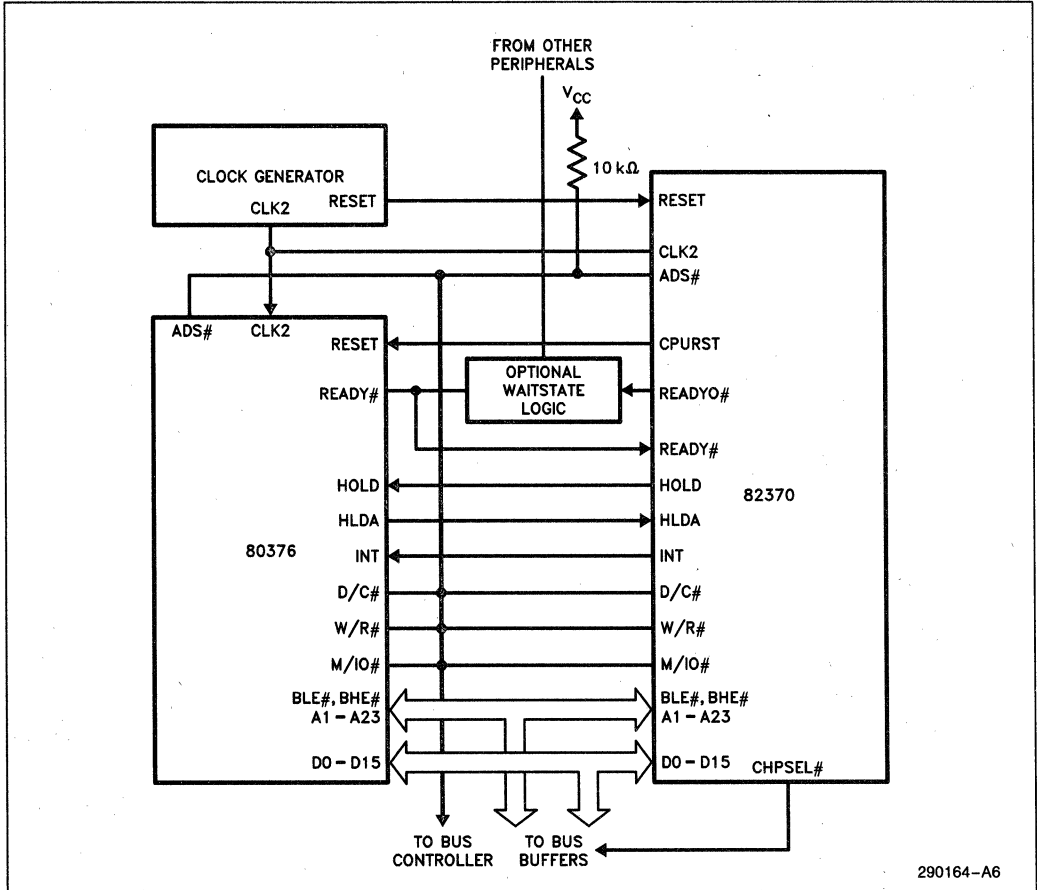 FROM OTHER
PERIPHERALS
VCC
10 kΩ
CLOCK GENERATOR
RESET
CLK2
RESET
CLK2
ADS#
ADS#
CLK2
RESET
CPURST
OPTIONAL
WAITSTATE
LOGIC
READY#
READYO#
READY#
HOLD
HOLD
82370
HLDA
HLDA
80376
INT
INT
D/C#
D/C#
W/R#
W/R#
M/IO#
M/IO#
BLE#, BHE#
A1 – A23
BLE#, BHE#
A1 – A23
D0 – D15
D0 – D15
CHPSEL#
TO BUS
CONTROLLER
TO BUS
BUFFERS
290164–A6